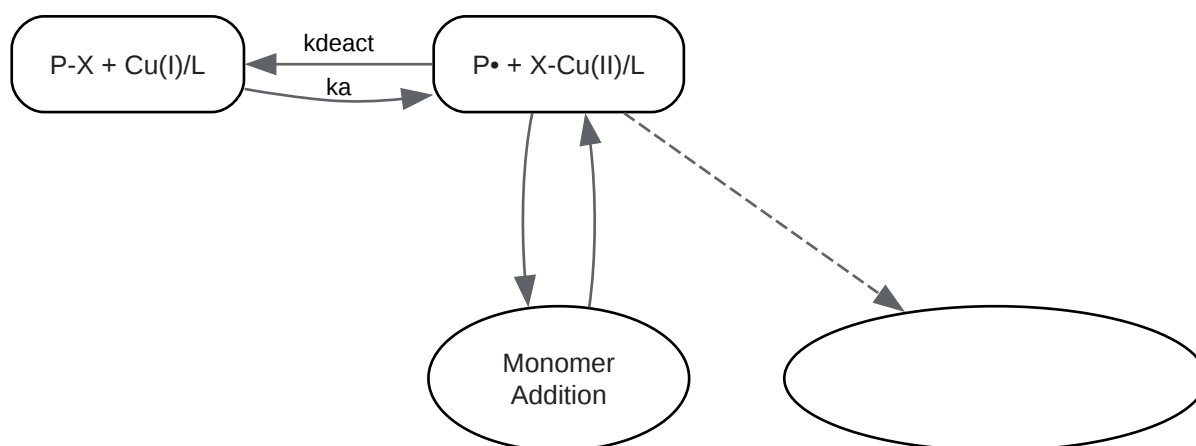 kdeact
P-X + Cu(I)/L
P• + X-Cu(II)/L
ka
Monomer
Addition